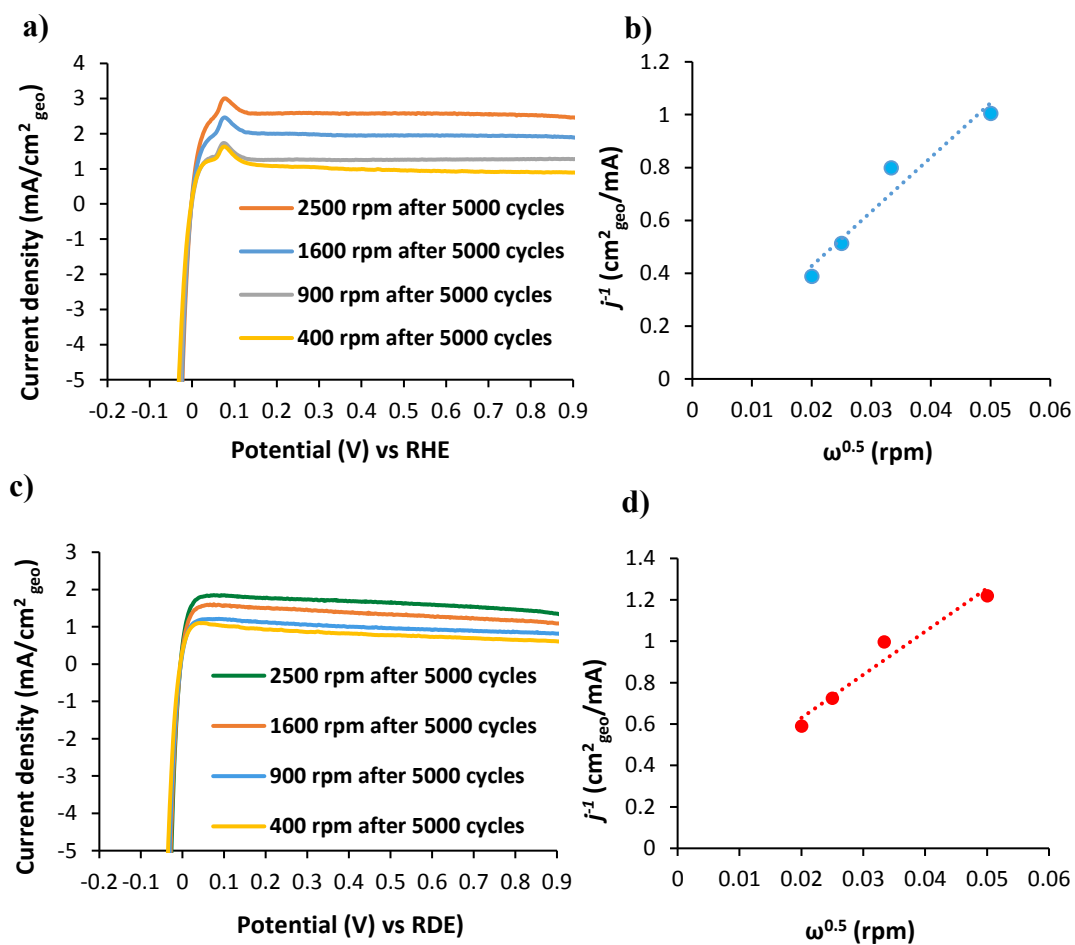 a)
4
3
2
1
0
-1
-2
-3
-4
-5
-0.2 -0.1 0 0.1 0.2 0.3 0.4 0.5 0.6 0.7 0.8 0.9
Current density (mA/cm² geo)
Potential (V) vs RHE
2500 rpm after 5000 cycles
1600 rpm after 5000 cycles
900 rpm after 5000 cycles
400 rpm after 5000 cycles
b)
1.2
1
0.8
0.6
0.4
0.2
0
0 0.01 0.02 0.03 0.04 0.05 0.06
j⁻¹ (cm²geo/mA)
ω⁰·⁵ (rpm)
c)
3
2
1
0
-1
-2
-3
-4
-5
-0.2 -0.1 0 0.1 0.2 0.3 0.4 0.5 0.6 0.7 0.8 0.9
Current density (mA/cm² geo)
Potential (V) vs RDE)
2500 rpm after 5000 cycles
1600 rpm after 5000 cycles
900 rpm after 5000 cycles
400 rpm after 5000 cycles
d)
1.4
1.2
1
0.8
0.6
0.4
0.2
0
0 0.01 0.02 0.03 0.04 0.05 0.06
j⁻¹ (cm²geo/mA)
ω⁰·⁵ (rpm)